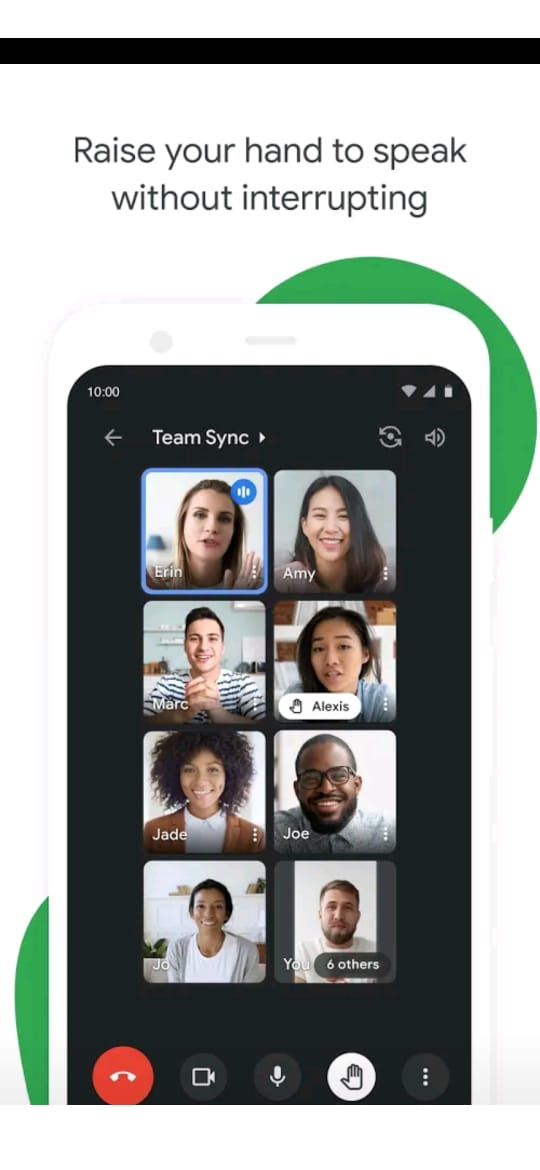 Raise your hand to speak
without interrupting
10:00
Team Sync
Erin
Amy
Marc
Alexis
Jade
Joe
Jo
You
6 others